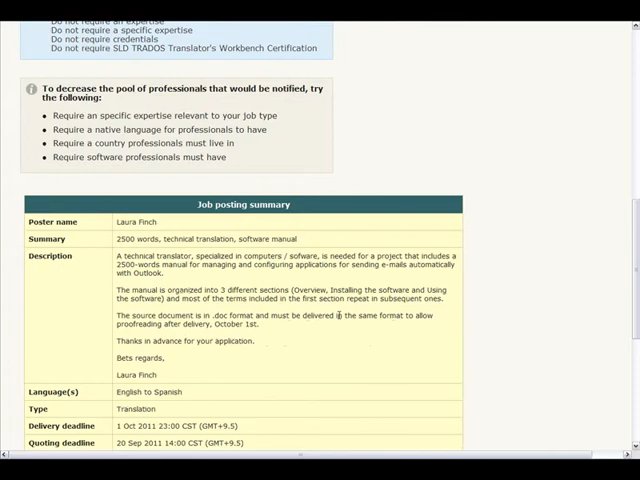 Do not require an expertise
Do not require a specific expertise
Do not require credentials
Do not require SLD TRADOS Translator's Workbench Certification
To decrease the pool of professionals that would be notified, try
the following:
Require an specific expertise relevant to your job type
Require a native language for professionals to have
Require a country professionals must live in
Require software professionals must have
Job posting summary
Poster name Laura Finch
Summary 2500 words, technical translation, software manual
Description A technical translator, specialized in computers / sofware, is needed for a project that includes a
2500-words manual for managing and configuring applications for sending e-mails automatically
with Outlook.
The manual is organized into 3 different sections (Overview, Installing the software and Using
the software) and most of the terms included in the first section repeat in subsequent ones.
The source document is in .doc format and must be delivered in the same format to allow
proofreading after delivery, October 1st.
Thanks in advance for your application.
Bets regards,
Laura Finch
Language(s) English to Spanish
Type Translation
Delivery deadline 1 Oct 2011 23:00 CST (GMT+9.5)
Quoting deadline 20 Sep 2011 14:00 CST (GMT+9.5)